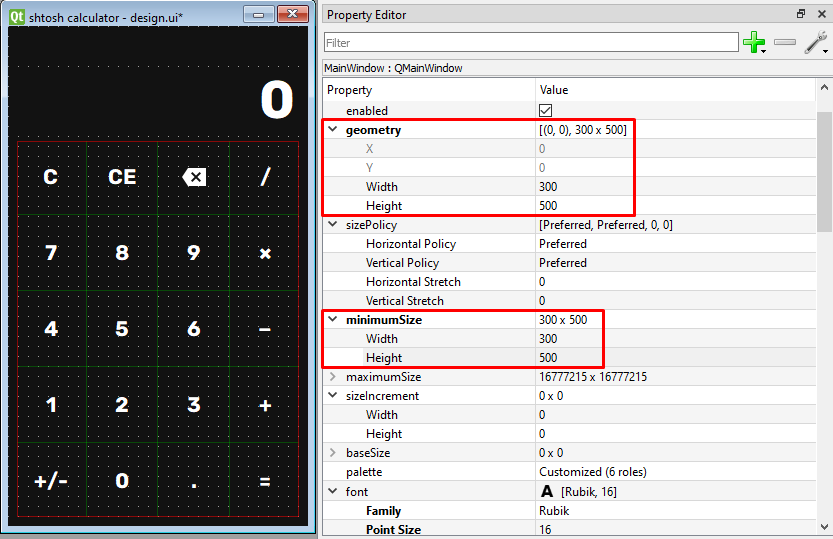 Qt shtosh calculator - design.ui*
0
C CE /
7 8 9 ×
4 5 6 −
1 2 3 +
+/- 0 . =
Property Editor
Filter
MainWindow : QMainWindow
Property Value
enabled
geometry [(0, 0), 300 x 500]
X 0
Y 0
Width 300
Height 500
sizePolicy [Preferred, Preferred, 0, 0]
Horizontal Policy Preferred
Vertical Policy Preferred
Horizontal Stretch 0
Vertical Stretch 0
minimumSize 300 x 500
Width 300
Height 500
maximumSize 16777215 x 16777215
sizeIncrement 0 x 0
Width 0
Height 0
baseSize 0 x 0
palette Customized (6 roles)
font A [Rubik, 16]
Family Rubik
Point Size 16